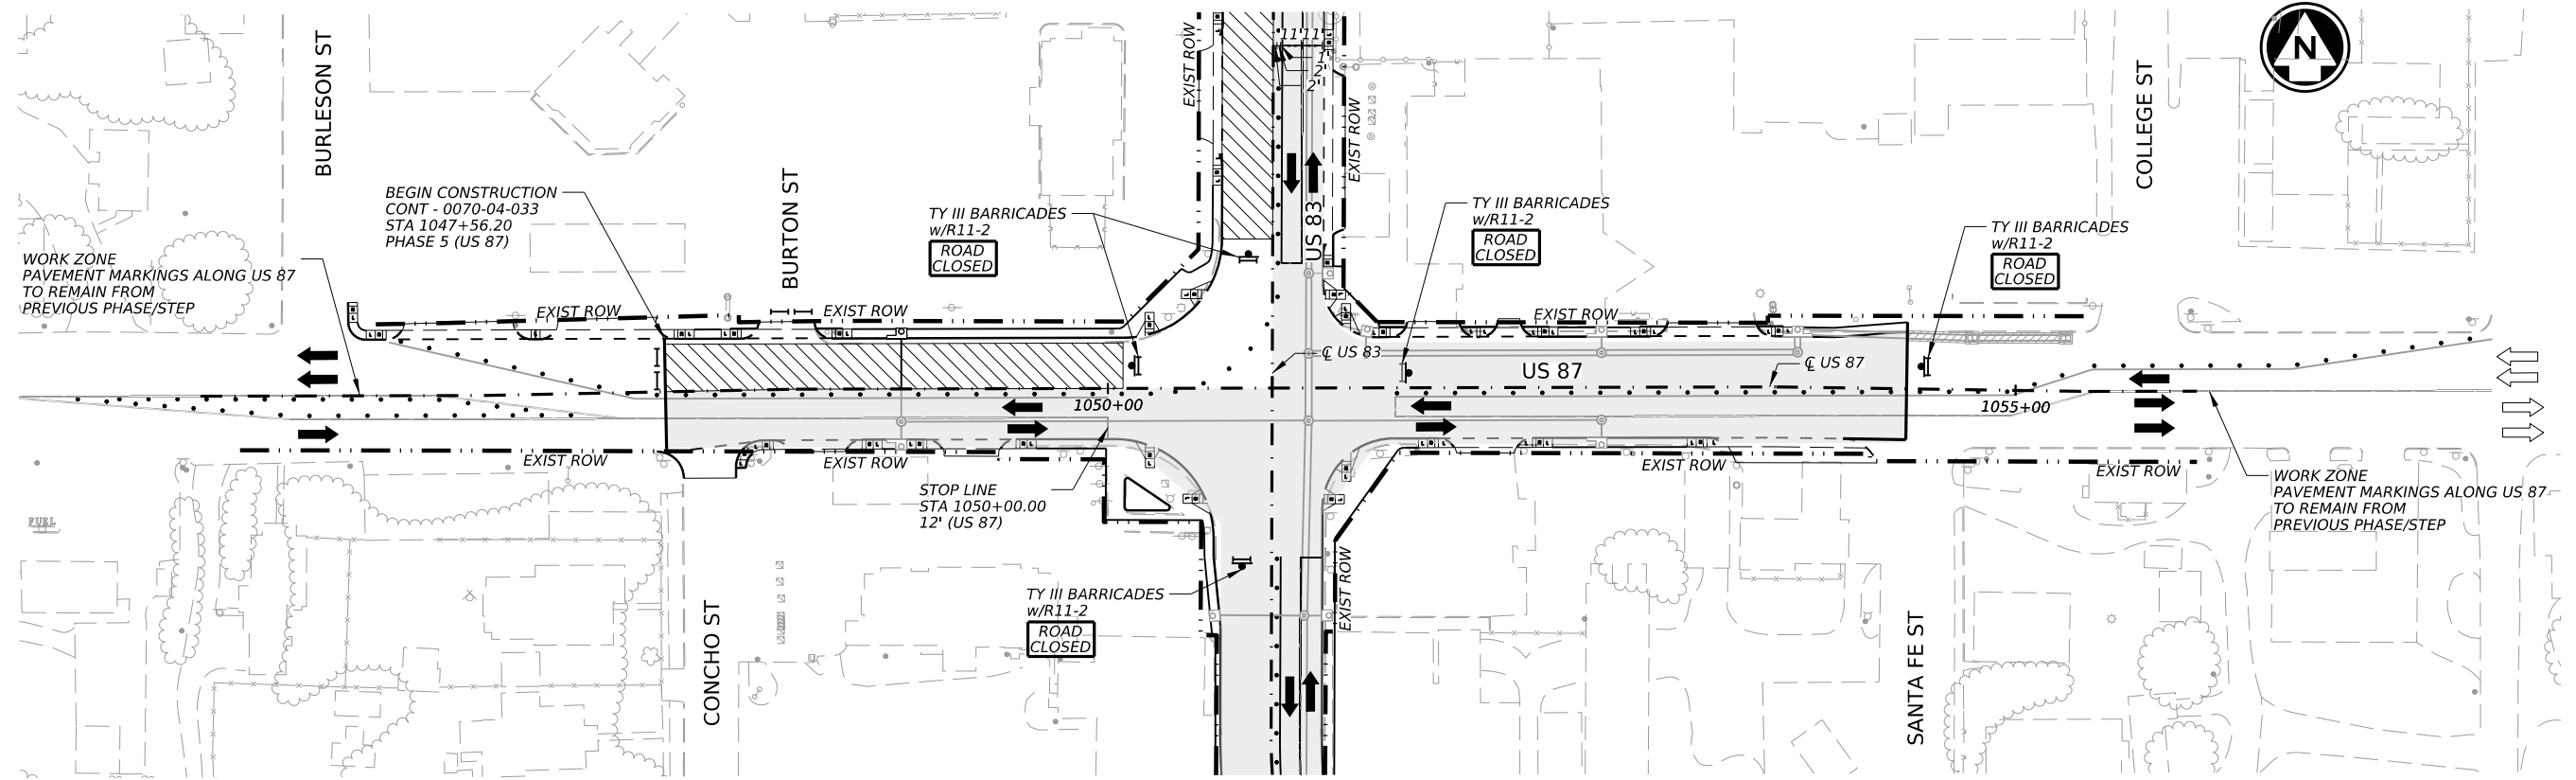 BURLESON ST
EXIST ROW
11'
11'
1'
2'
2'
EXIST ROW
COLLEGE ST
N
BEGIN CONSTRUCTION
CONT - 0070-04-033
STA 1047+56.20
PHASE 5 (US 87)
BURTON ST
TY III BARRICADES
w/R11-2
ROAD
CLOSED
US 83
TY III BARRICADES
w/R11-2
ROAD
CLOSED
TY III BARRICADES
w/R11-2
ROAD
CLOSED
WORK ZONE
PAVEMENT MARKINGS ALONG US 87
TO REMAIN FROM
PREVIOUS PHASE/STEP
EXIST ROW
EXIST ROW
EXIST ROW
℄ US 83
US 87
℄ US 87
1050+00
1055+00
EXIST ROW
EXIST ROW
EXIST ROW
EXIST ROW
STOP LINE
STA 1050+00.00
12' (US 87)
WORK ZONE
PAVEMENT MARKINGS ALONG US 87
TO REMAIN FROM
PREVIOUS PHASE/STEP
FUEL
CONCHO ST
TY III BARRICADES
w/R11-2
ROAD
CLOSED
EXIST ROW
SANTA FE ST